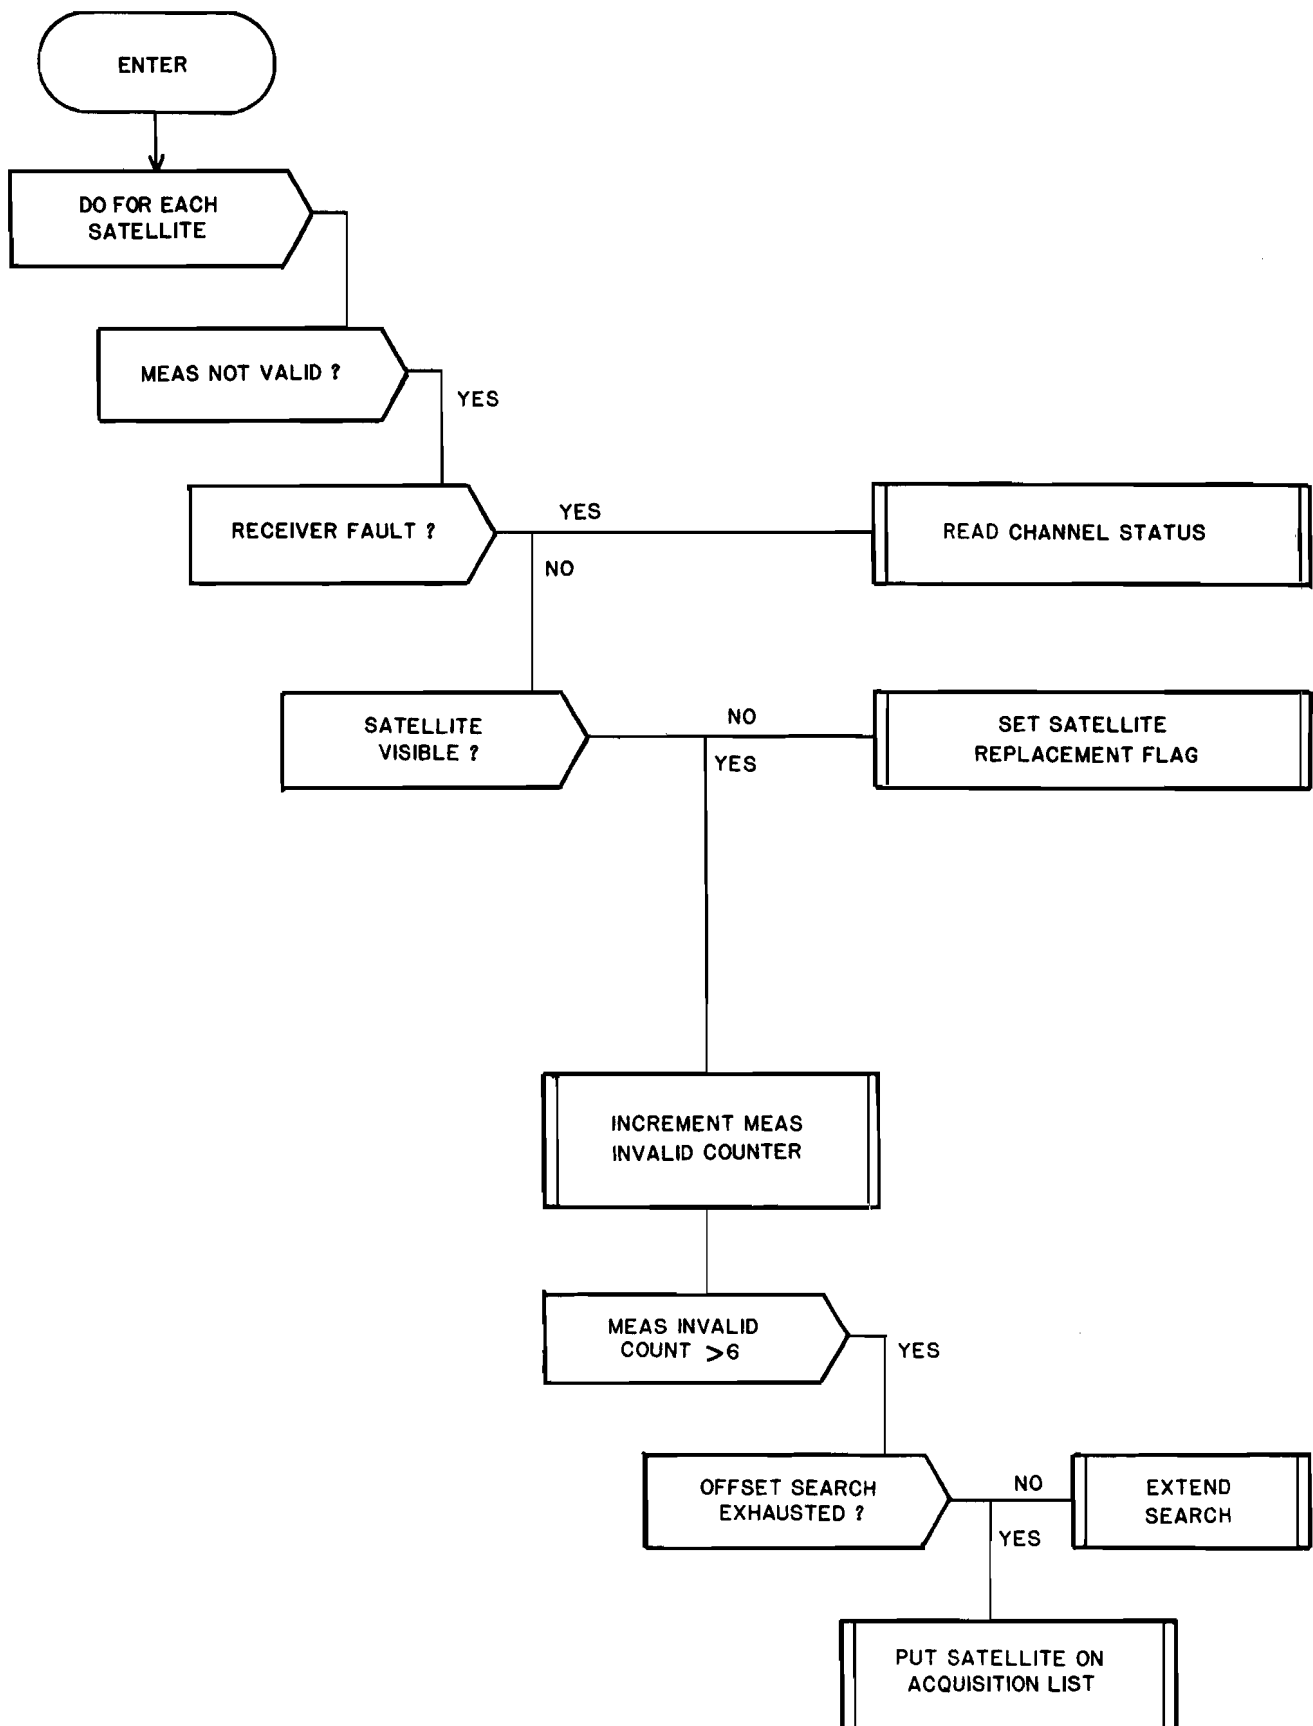 ENTER
DO FOR EACH
SATELLITE
MEAS NOT VALID ?
YES
RECEIVER FAULT ?
YES
NO
READ CHANNEL STATUS
SATELLITE
VISIBLE ?
NO
YES
SET SATELLITE
REPLACEMENT FLAG
INCREMENT MEAS
INVALID COUNTER
MEAS INVALID
COUNT >6
YES
OFFSET SEARCH
EXHAUSTED ?
NO
YES
EXTEND
SEARCH
PUT SATELLITE ON
ACQUISITION LIST